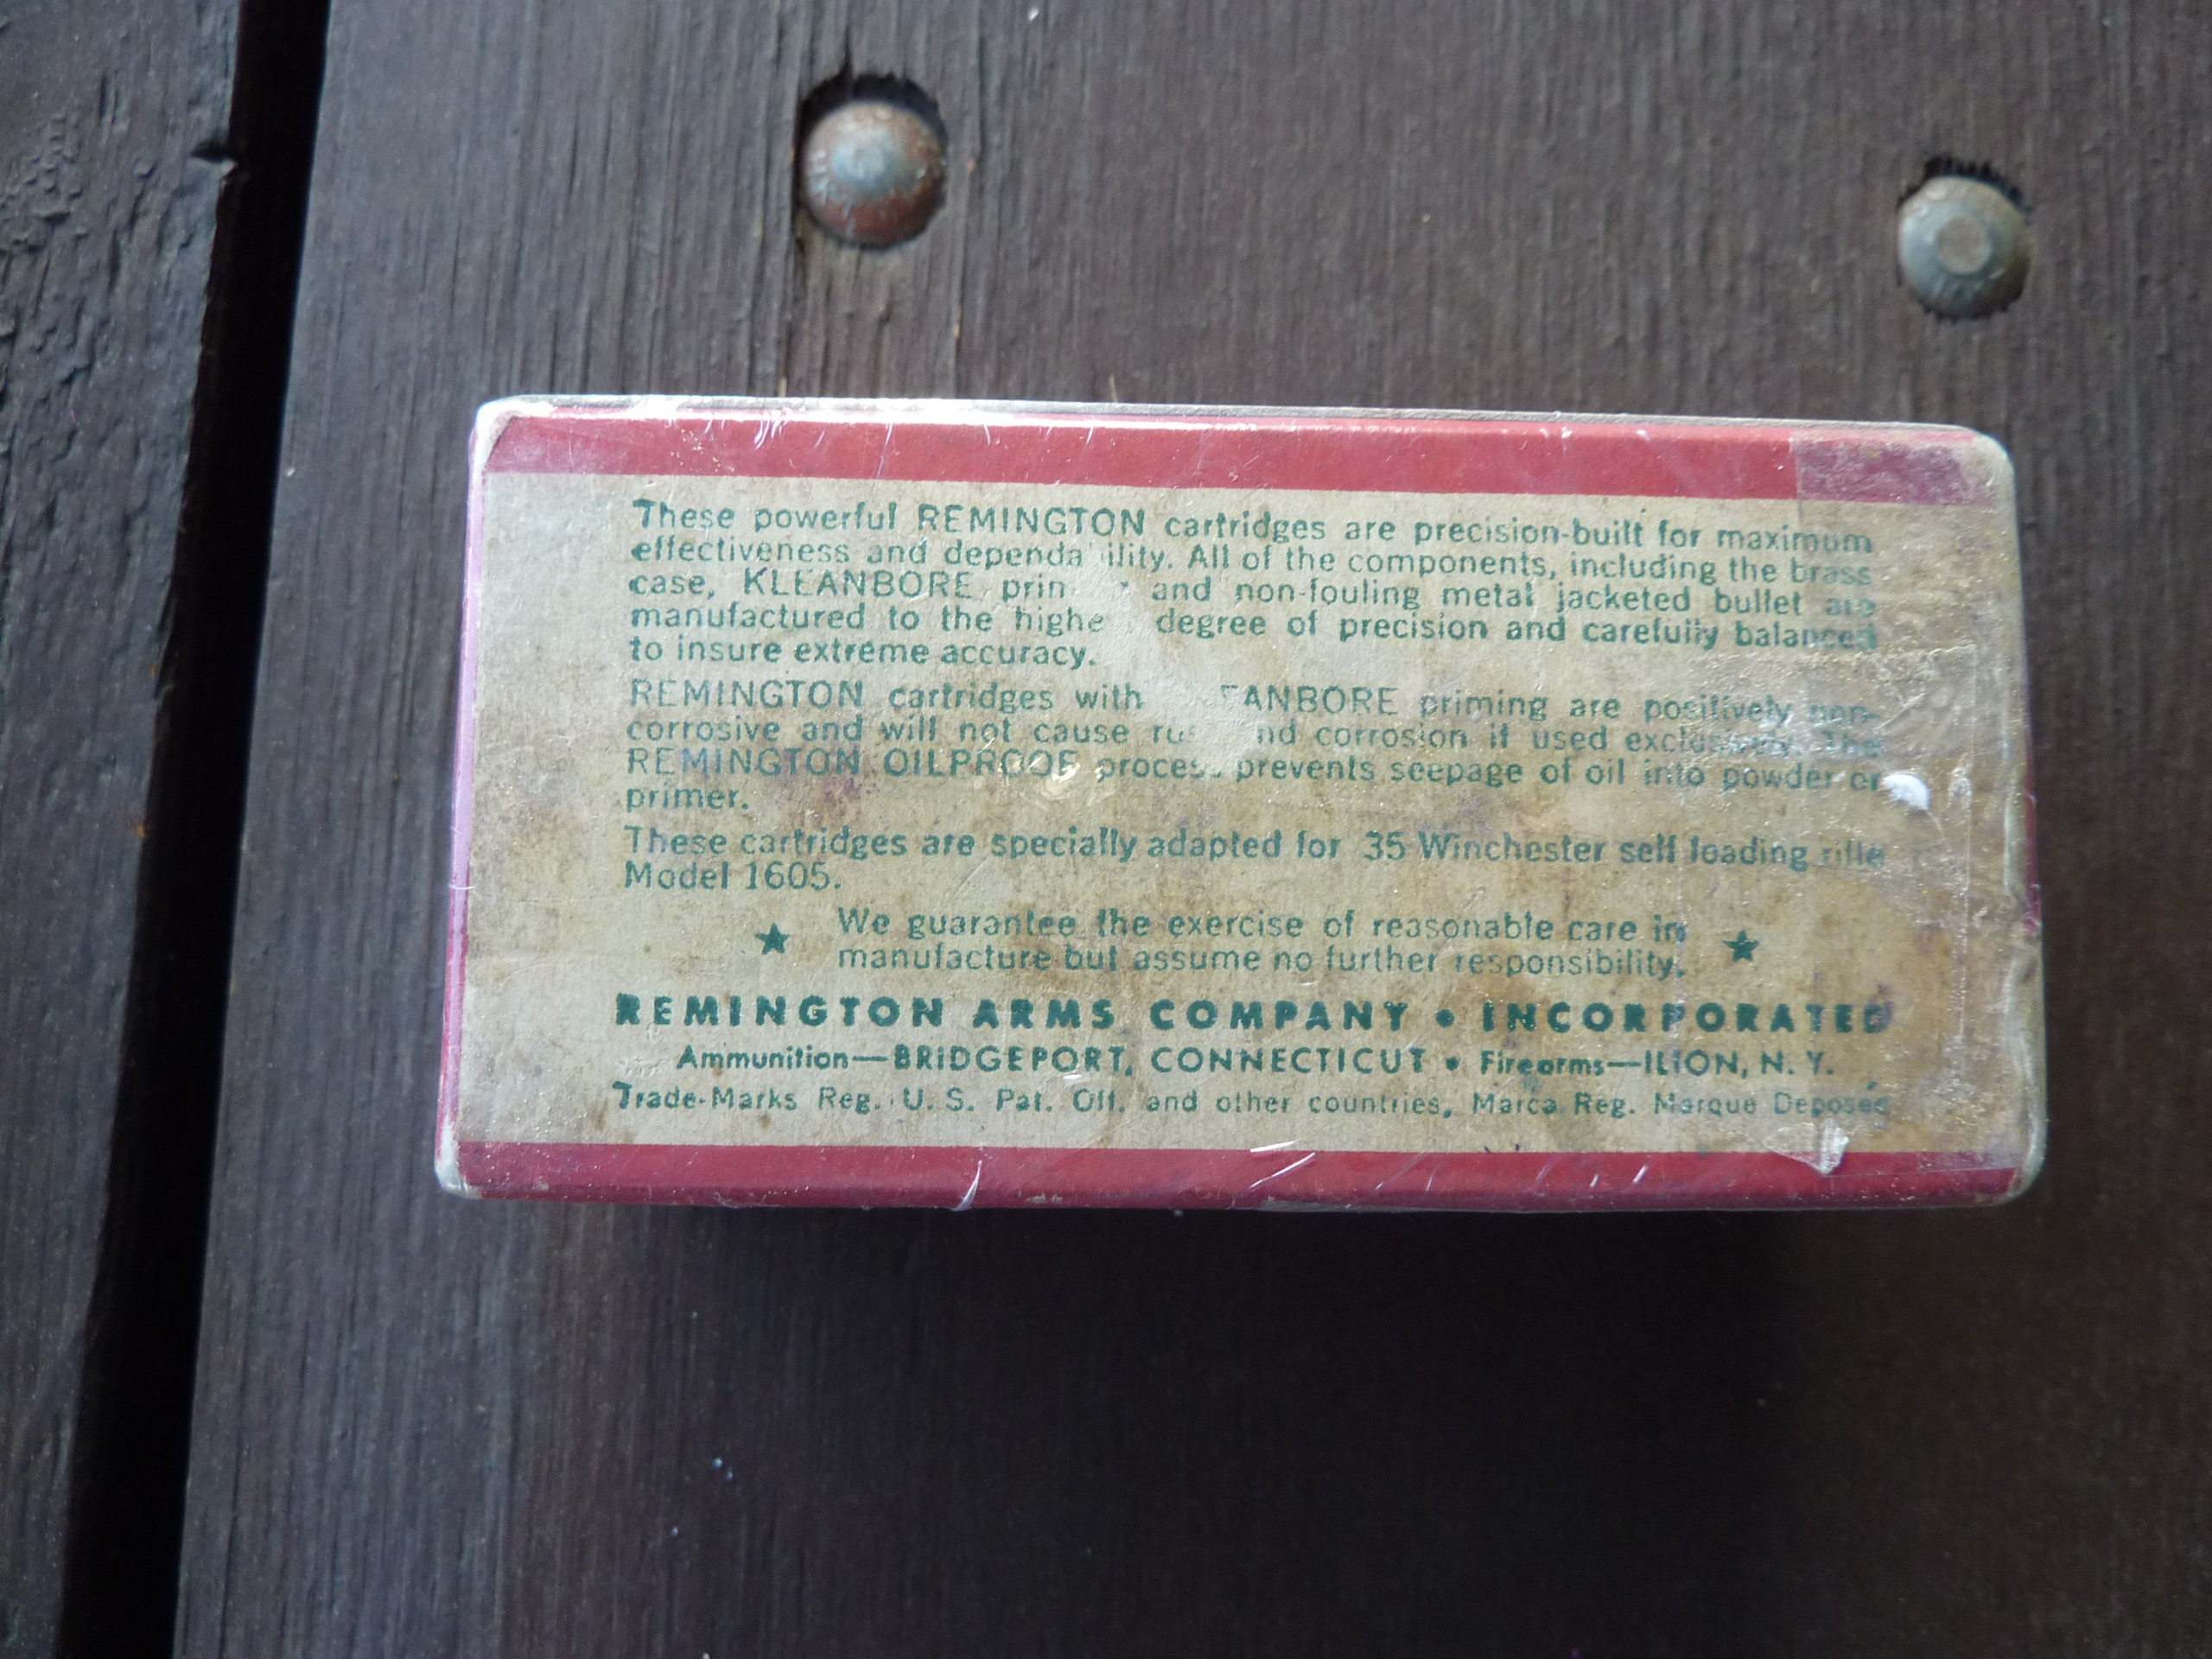 These powerful REMINGTON cartridges are precision-built for maximum
effectiveness and dependa ility. All of the components, including the brass
case, KLEANBORE prin and non-fouling metal jacketed bullet are
manufactured to the highe degree of precision and carefully balanced
to insure extreme accuracy.
REMINGTON cartridges with EANBORE priming are positively non-
corrosive and will not cause ru nd corrosion if used exclusively. The
REMINGTON OILPROOF process prevents seepage of oil into powder or
primer.
These cartridges are specially adapted for 35 Winchester self loading rifle
Model 1605.
★ We guarantee the exercise of reasonable care in ★
manufacture but assume no further responsibility.
REMINGTON ARMS COMPANY • INCORPORATED
Ammunition—BRIDGEPORT, CONNECTICUT • Firearms—ILION, N. Y.
Trade-Marks Reg. U. S. Pat. Off. and other countries, Marca Reg. Marque Deposée